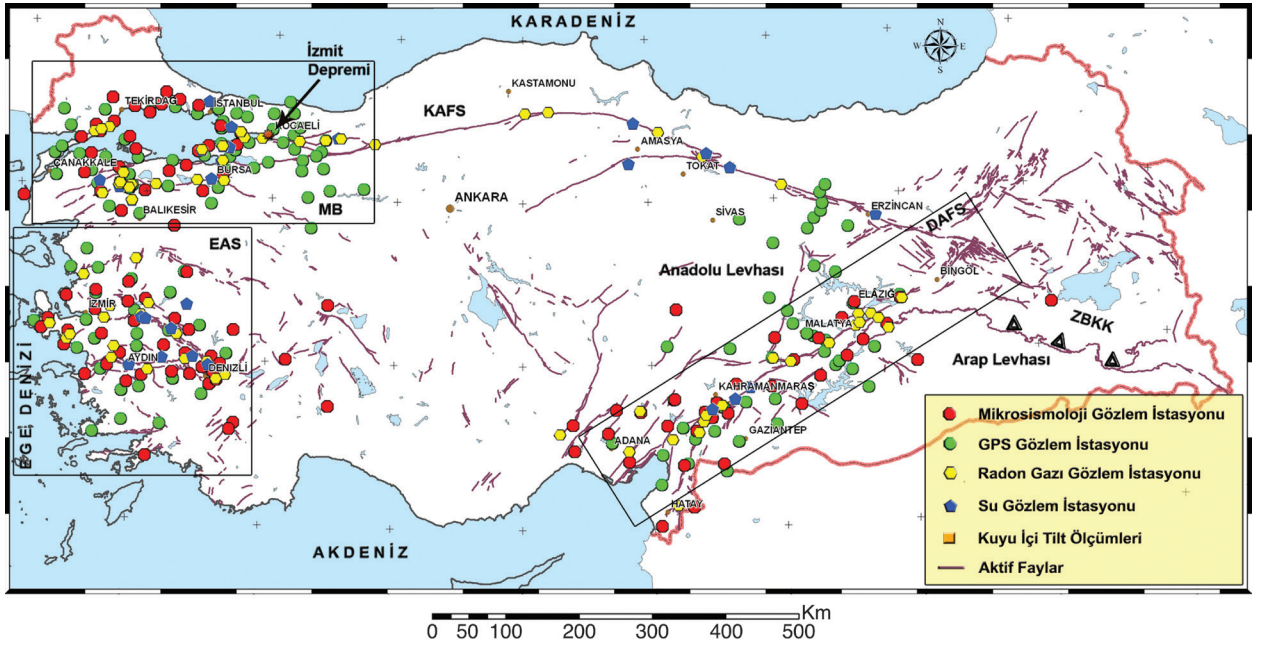 KARADENİZ
N
W
E
S
İzmit
Depremi
KASTAMONU
TEKİRDAG
İSTANBUL
KAFS
KOCAELİ
AMASYA
ÇANAKKALE
BURSA
TOKAT
ANKARA
BALIKESİR
MB
SİVAS
ERZİNCAN
DAFS
EAS
Anadolu Levhası
BİNGÖL
ELAZIĞ
İZMİR
MALATYA
ZBKK
Arap Levhası
AYDIN
DENİZLİ
KAHRAMANMARAŞ
EGE DENİZİ
GAZİANTEP
ADANA
HATAY
AKDENİZ
Mikrosismoloji Gözlem İstasyonu
GPS Gözlem İstasyonu
Radon Gazı Gözlem İstasyonu
Su Gözlem İstasyonu
Kuyu İçi Tilt Ölçümleri
Aktif Faylar
0 50 100 200 300 400 500 Km